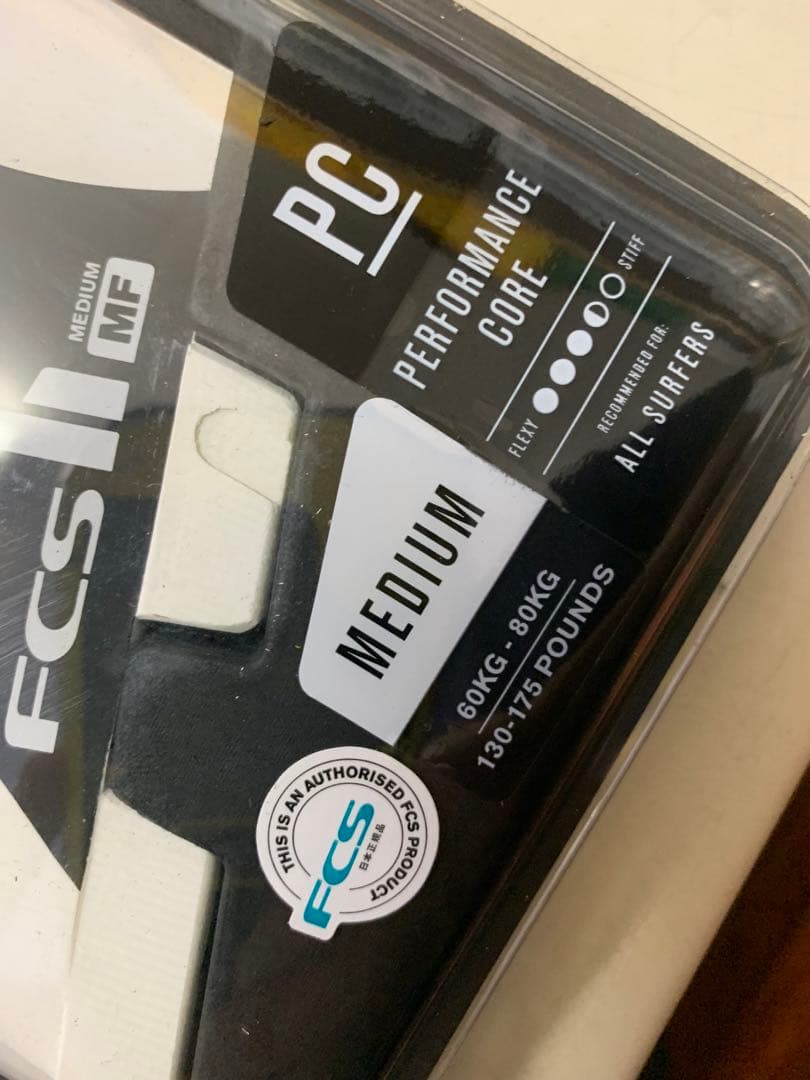 PC
PERFORMANCE
CORE
FLEXY STIFF
RECOMMENDED FOR:
ALL SURFERS
MEDIUM
60KG - 80KG
130-175 POUNDS
FCS II
MEDIUM
MF
THIS IS AN AUTHORISED FCS PRODUCT
FCS
日本正規品